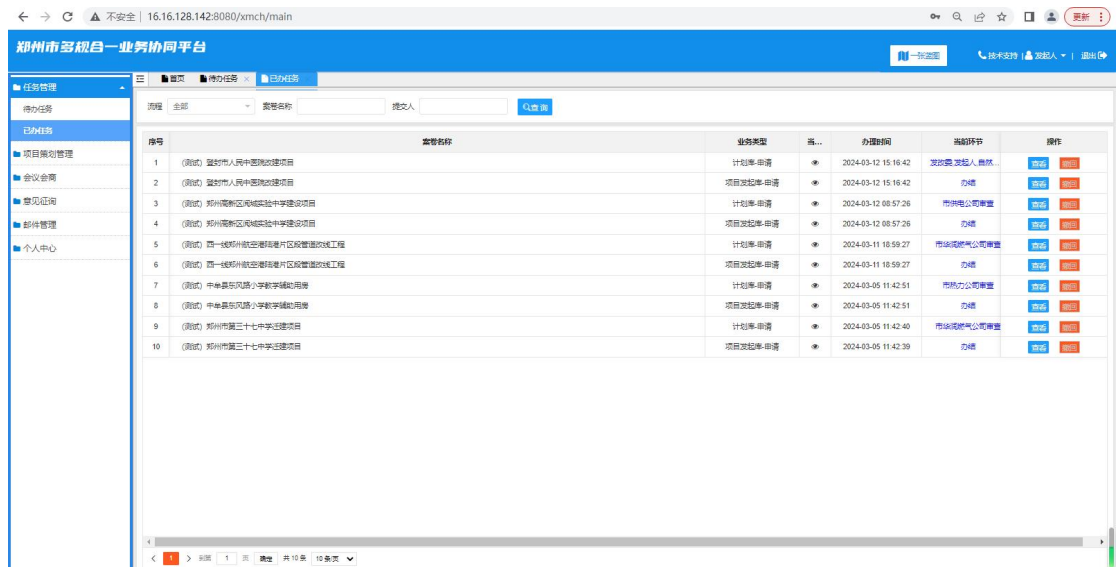 不安全 | 16.16.128.142:8080/xmch/main
更新
郑州市多规合一业务协同平台
一张蓝图 技术支持 | 发起人 | 退出
任务管理
待办任务
已办任务
项目策划管理
会议会商
意见征询
邮件管理
个人中心
首页 待办任务 × 已办任务
流程 全部 案卷名称 提交人 查询
序号 案卷名称 业务类型 当... 办理时间 当前环节 操作
1 (测试) 登封市人民中医院改建项目 计划库-申请 2024-03-12 15:16:42 发改委,发起人,自然... 查看 撤回
2 (测试) 登封市人民中医院改建项目 项目发起库-申请 2024-03-12 15:16:42 办结 查看 撤回
3 (测试) 郑州高新区阅城实验中学建设项目 计划库-申请 2024-03-12 08:57:26 市供电公司审查 查看 撤回
4 (测试) 郑州高新区阅城实验中学建设项目 项目发起库-申请 2024-03-12 08:57:26 办结 查看 撤回
5 (测试) 西一线郑州航空港陆港片区段管道改线工程 计划库-申请 2024-03-11 18:59:27 市华润燃气公司审查 查看 撤回
6 (测试) 西一线郑州航空港陆港片区段管道改线工程 项目发起库-申请 2024-03-11 18:59:27 办结 查看 撤回
7 (测试) 中牟县东风路小学教学辅助用房 计划库-申请 2024-03-05 11:42:51 市热力公司审查 查看 撤回
8 (测试) 中牟县东风路小学教学辅助用房 项目发起库-申请 2024-03-05 11:42:51 办结 查看 撤回
9 (测试) 郑州市第三十七中学迁建项目 计划库-申请 2024-03-05 11:42:40 市华润燃气公司审查 查看 撤回
10 (测试) 郑州市第三十七中学迁建项目 项目发起库-申请 2024-03-05 11:42:39 办结 查看 撤回
1 到第 1 页 确定 共 10 条 10 条/页